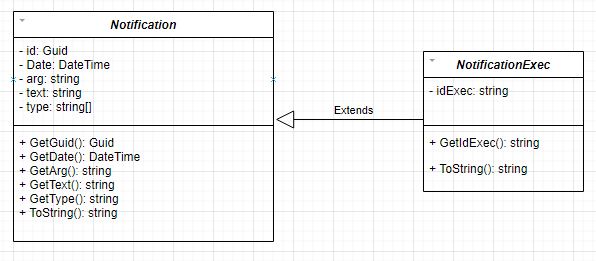 Notification
- id: Guid
- Date: DateTime
- arg: string
- text: string
- type: string[]
+ GetGuid(): Guid
+ GetDate(): DateTime
+ GetArg(): string
+ GetText(): string
+ GetType(): string
+ ToString(): string
Extends
NotificationExec
- idExec: string
+ GetIdExec(): string
+ ToString(): string